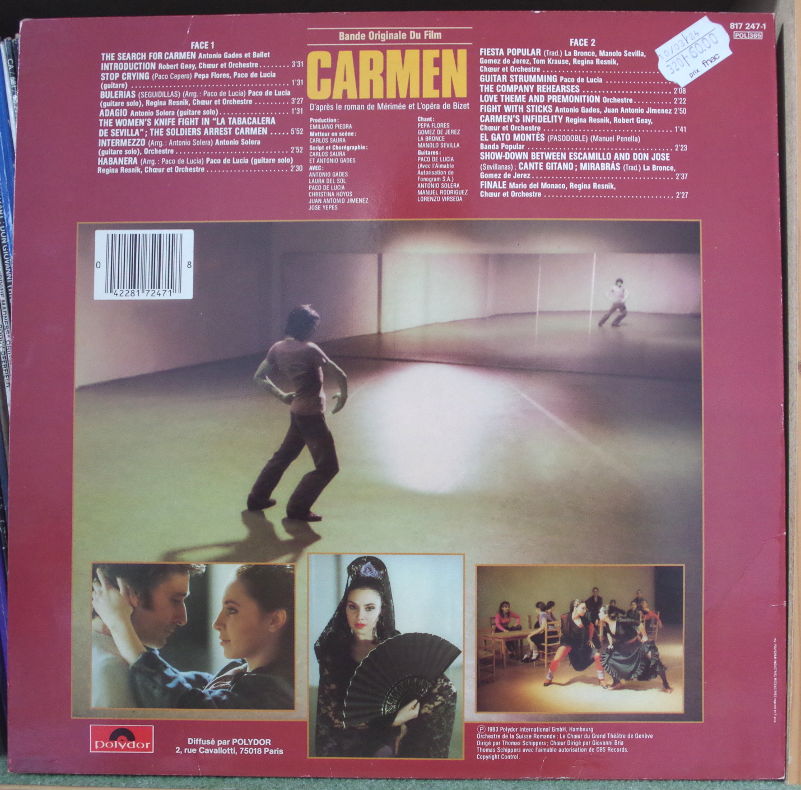 817 247-1
POL 365
60.00
prix fnac
FACE 1
THE SEARCH FOR CARMEN Antonio Gades et Ballet
INTRODUCTION Robert Geay, Chœur et Orchestre ........ 3'31
STOP CRYING (Paco Cepero) Pepa Flores, Paco de Lucia
(guitare) ........ 1'31
BULERIAS (SEGUIDILLAS) (Arrg. : Paco de Lucia) Paco de Lucia
(guitare solo), Regina Resnik, Chœur et Orchestre ........ 3'27
ADAGIO Antonio Solera (guitare solo) ........ 1'31
THE WOMEN'S KNIFE FIGHT IN "LA TABACALERA
DE SEVILLA"; THE SOLDIERS ARREST CARMEN ........ 5'52
INTERMEZZO (Arrg. : Antonio Solera) Antonio Solera
(guitare solo), Orchestre ........ 2'52
HABANERA (Arrg. : Paco de Lucia) Paco de Lucia (guitare solo)
Regina Resnik, Chœur et Orchestre ........ 2'30
Bande Originale Du Film
CARMEN
D'après le roman de Mérimée et L'opéra de Bizet
Production :
EMILIANO PIEDRA
Metteur en scène :
CARLOS SAURA
Script et Choréographie :
CARLOS SAURA
ET ANTONIO GADES
AVEC :
ANTONIO GADES
LAURA DEL SOL
PACO DE LUCIA
CHRISTINA HOYOS
JUAN ANTONIO JIMENEZ
JOSE YEPES
Chant :
PEPA FLORES
GOMEZ DE JEREZ
LA BRONCE
MANOLO SEVILLA
Guitares :
PACO DE LUCIA
(Avec l'Aimable
Autorisation de
Fonogram S.A.)
ANTONIO SOLERA
MANUEL RODRIGUEZ
LORENZO VIRSEDA
FACE 2
FIESTA POPULAR (Trad.) La Bronce, Manolo Sevilla,
Gomez de Jerez, Tom Krause, Regina Resnik,
Chœur et Orchestre
GUITAR STRUMMING Paco de Lucia
THE COMPANY REHEARSES ........ 2'08
LOVE THEME AND PREMONITION Orchestre ........ 2'22
FIGHT WITH STICKS Antonio Gades, Juan Antonio Jimenez 2'50
CARMEN'S INFIDELITY Regina Resnik, Robert Geay,
Chœur et Orchestre ........ 1'41
EL GATO MONTÉS (PASODOBLE) (Manuel Penella)
Banda Popular ........ 2'23
SHOW-DOWN BETWEEN ESCAMILLO AND DON JOSE
(Sevillanas) ; CANTE GITANO ; MIRABRÁS (Trad.) La Bronce,
Gomez de Jerez ........ 2'37
FINALE Mario del Monaco, Regina Resnik,
Chœur et Orchestre ........ 2'27
0 42281 72471 8
polydor
Diffusé par POLYDOR
2, rue Cavallotti, 75018 Paris
Ⓟ 1983 Polydor International GmbH, Hambourg
Orchestre de la Suisse Romande ; Le Chœur du Grand Théâtre de Genève
Dirigé par Thomas Schippers ; Chœur Dirigé par Giovanni Bria
Thomas Schippers avec l'aimable autorisation de CBS Records.
Copyright Control.